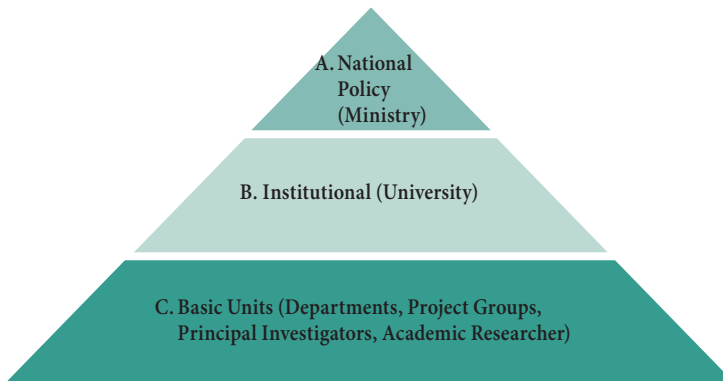 A. National
Policy
(Ministry)
B. Institutional (University)
C. Basic Units (Departments, Project Groups,
Principal Investigators, Academic Researcher)